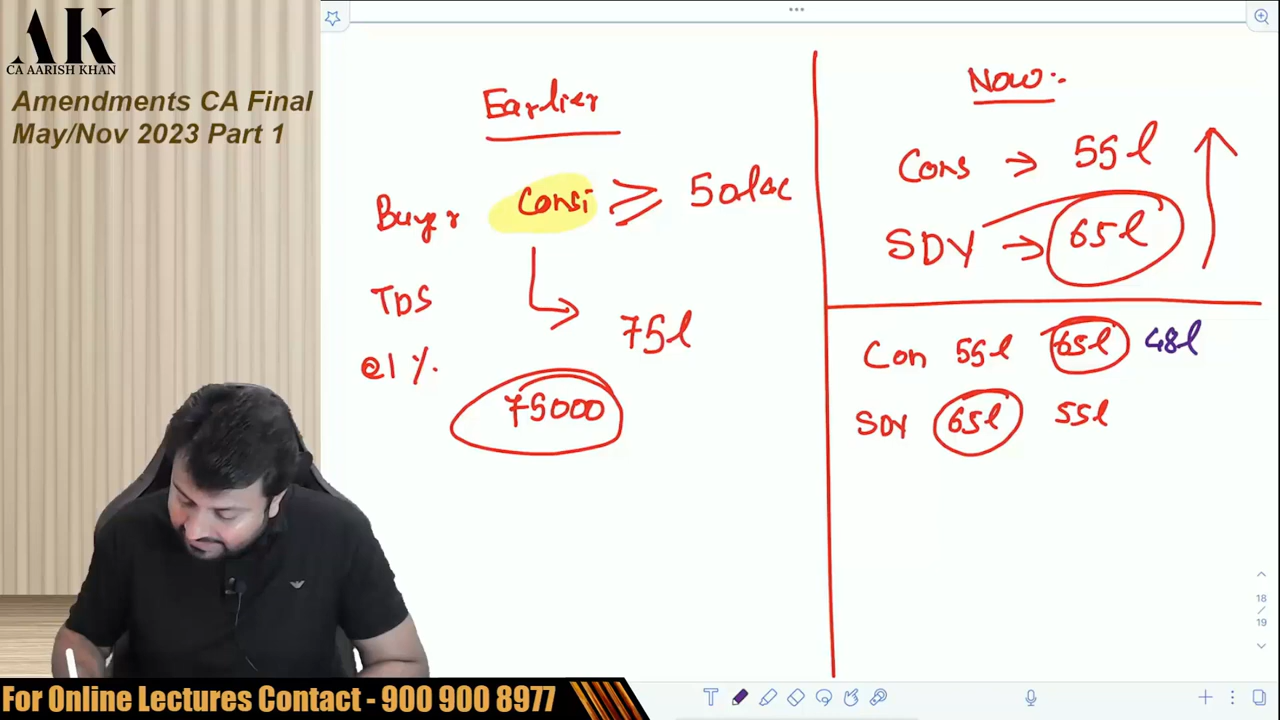 AK
CA AARISH KHAN
Amendments CA Final
May/Nov 2023 Part 1
Earlier
Buyer Consi ≥ 50lac
TDS
@1%.
75l
75000
Now:-
Cons → 55l
SDV → 65l
Con 55l 65l 48l
SDV 65l 55l
18
/
19
T
For Online Lectures Contact - 900 900 8977